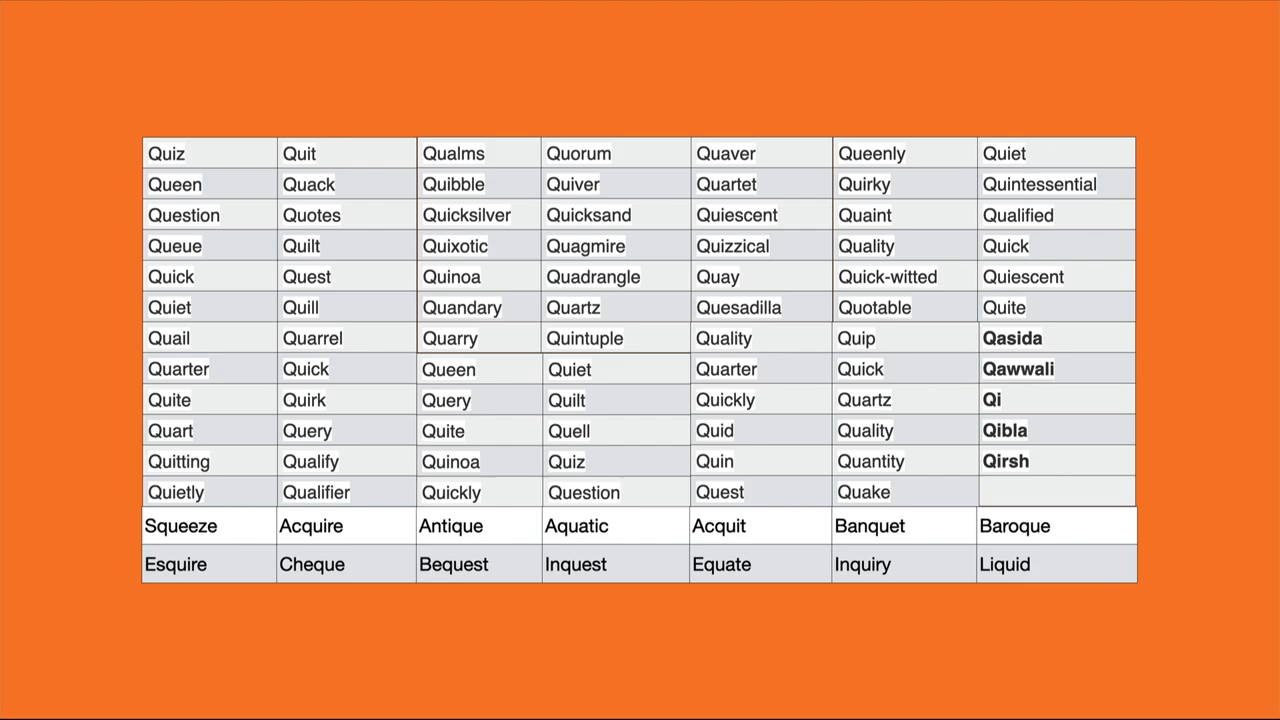 Quiz Quit Qualms Quorum Quaver Queenly Quiet
Queen Quack Quibble Quiver Quartet Quirky Quintessential
Question Quotes Quicksilver Quicksand Quiescent Quaint Qualified
Queue Quilt Quixotic Quagmire Quizzical Quality Quick
Quick Quest Quinoa Quadrangle Quay Quick-witted Quiescent
Quiet Quill Quandary Quartz Quesadilla Quotable Quite
Quail Quarrel Quarry Quintuple Quality Quip Qasida
Quarter Quick Queen Quiet Quarter Quick Qawwali
Quite Quirk Query Quilt Quickly Quartz Qi
Quart Query Quite Quell Quid Quality Qibla
Quitting Qualify Quinoa Quiz Quin Quantity Qirsh
Quietly Qualifier Quickly Question Quest Quake
Squeeze Acquire Antique Aquatic Acquit Banquet Baroque
Esquire Cheque Bequest Inquest Equate Inquiry Liquid